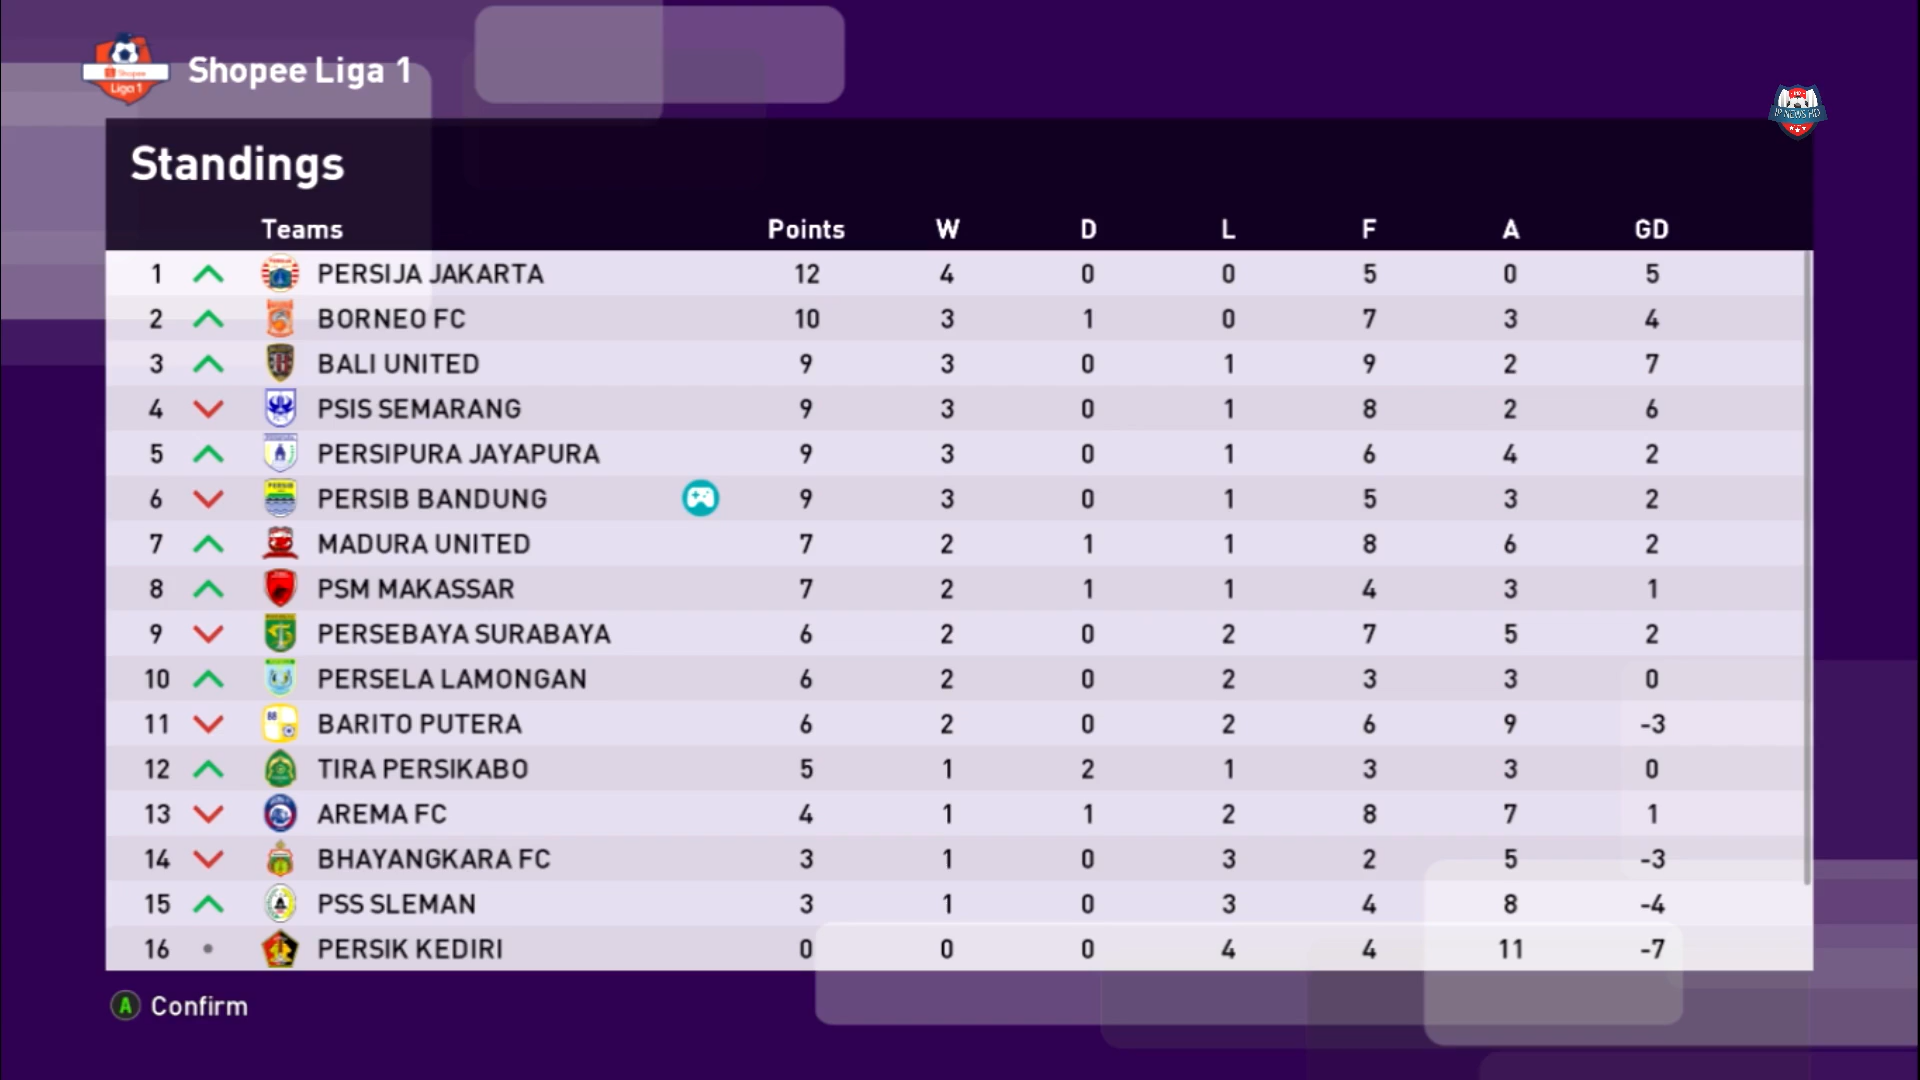 Shopee Liga 1
Shopee
Liga 1
IP NEWS HD
Standings
Teams Points W D L F A GD
1 PERSIJA JAKARTA 12 4 0 0 5 0 5
2 BORNEO FC 10 3 1 0 7 3 4
3 BALI UNITED 9 3 0 1 9 2 7
4 PSIS SEMARANG 9 3 0 1 8 2 6
5 PERSIPURA JAYAPURA 9 3 0 1 6 4 2
6 PERSIB BANDUNG 9 3 0 1 5 3 2
7 MADURA UNITED 7 2 1 1 8 6 2
8 PSM MAKASSAR 7 2 1 1 4 3 1
9 PERSEBAYA SURABAYA 6 2 0 2 7 5 2
10 PERSELA LAMONGAN 6 2 0 2 3 3 0
11 BARITO PUTERA 6 2 0 2 6 9 -3
12 TIRA PERSIKABO 5 1 2 1 3 3 0
13 AREMA FC 4 1 1 2 8 7 1
14 BHAYANGKARA FC 3 1 0 3 2 5 -3
15 PSS SLEMAN 3 1 0 3 4 8 -4
16 PERSIK KEDIRI 0 0 0 4 4 11 -7
A Confirm